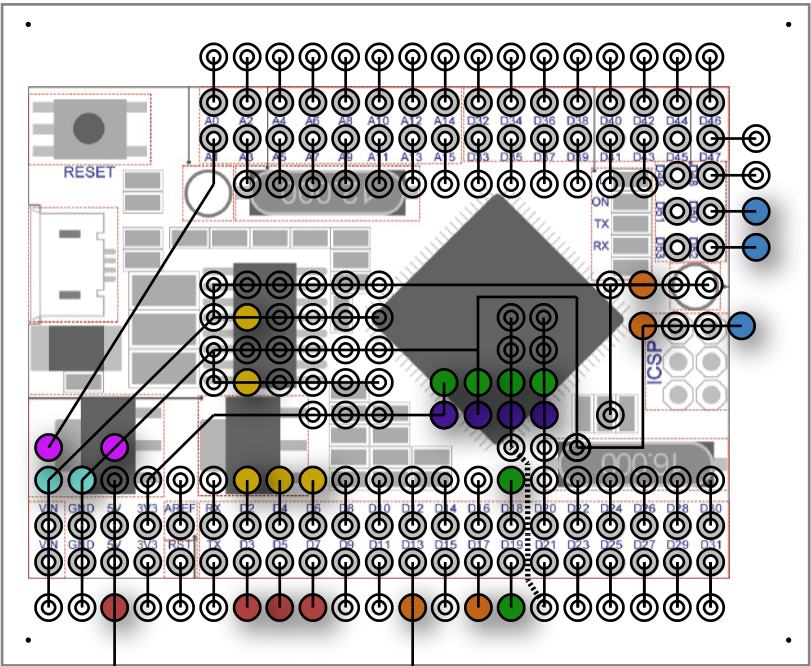 A0 A2 A4 A6 A8 A10 A12 A14 D32 D34 D36 D38 D40 D42 D44 D46
A1 A3 A5 A7 A9 A11 A13 A15 D33 D35 D37 D39 D41 D43 D45 D47
RESET
ON
TX
RX
ICSP
16.000
VIN GND 5V 3V3 AREF RX D2 D4 D6 D8 D10 D12 D14 D16 D18 D20 D22 D24 D26 D28 D30
VIN GND 5V 3V3 RST TX D3 D5 D7 D9 D11 D13 D15 D17 D19 D21 D23 D25 D27 D29 D31